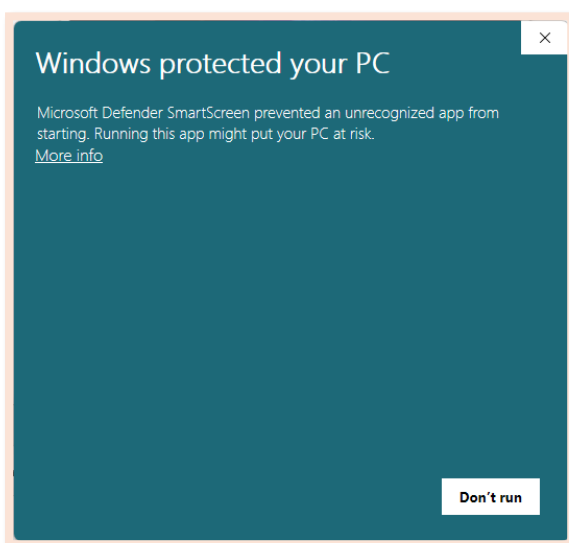 Windows protected your PC
Microsoft Defender SmartScreen prevented an unrecognized app from
starting. Running this app might put your PC at risk.
More info
Don't run